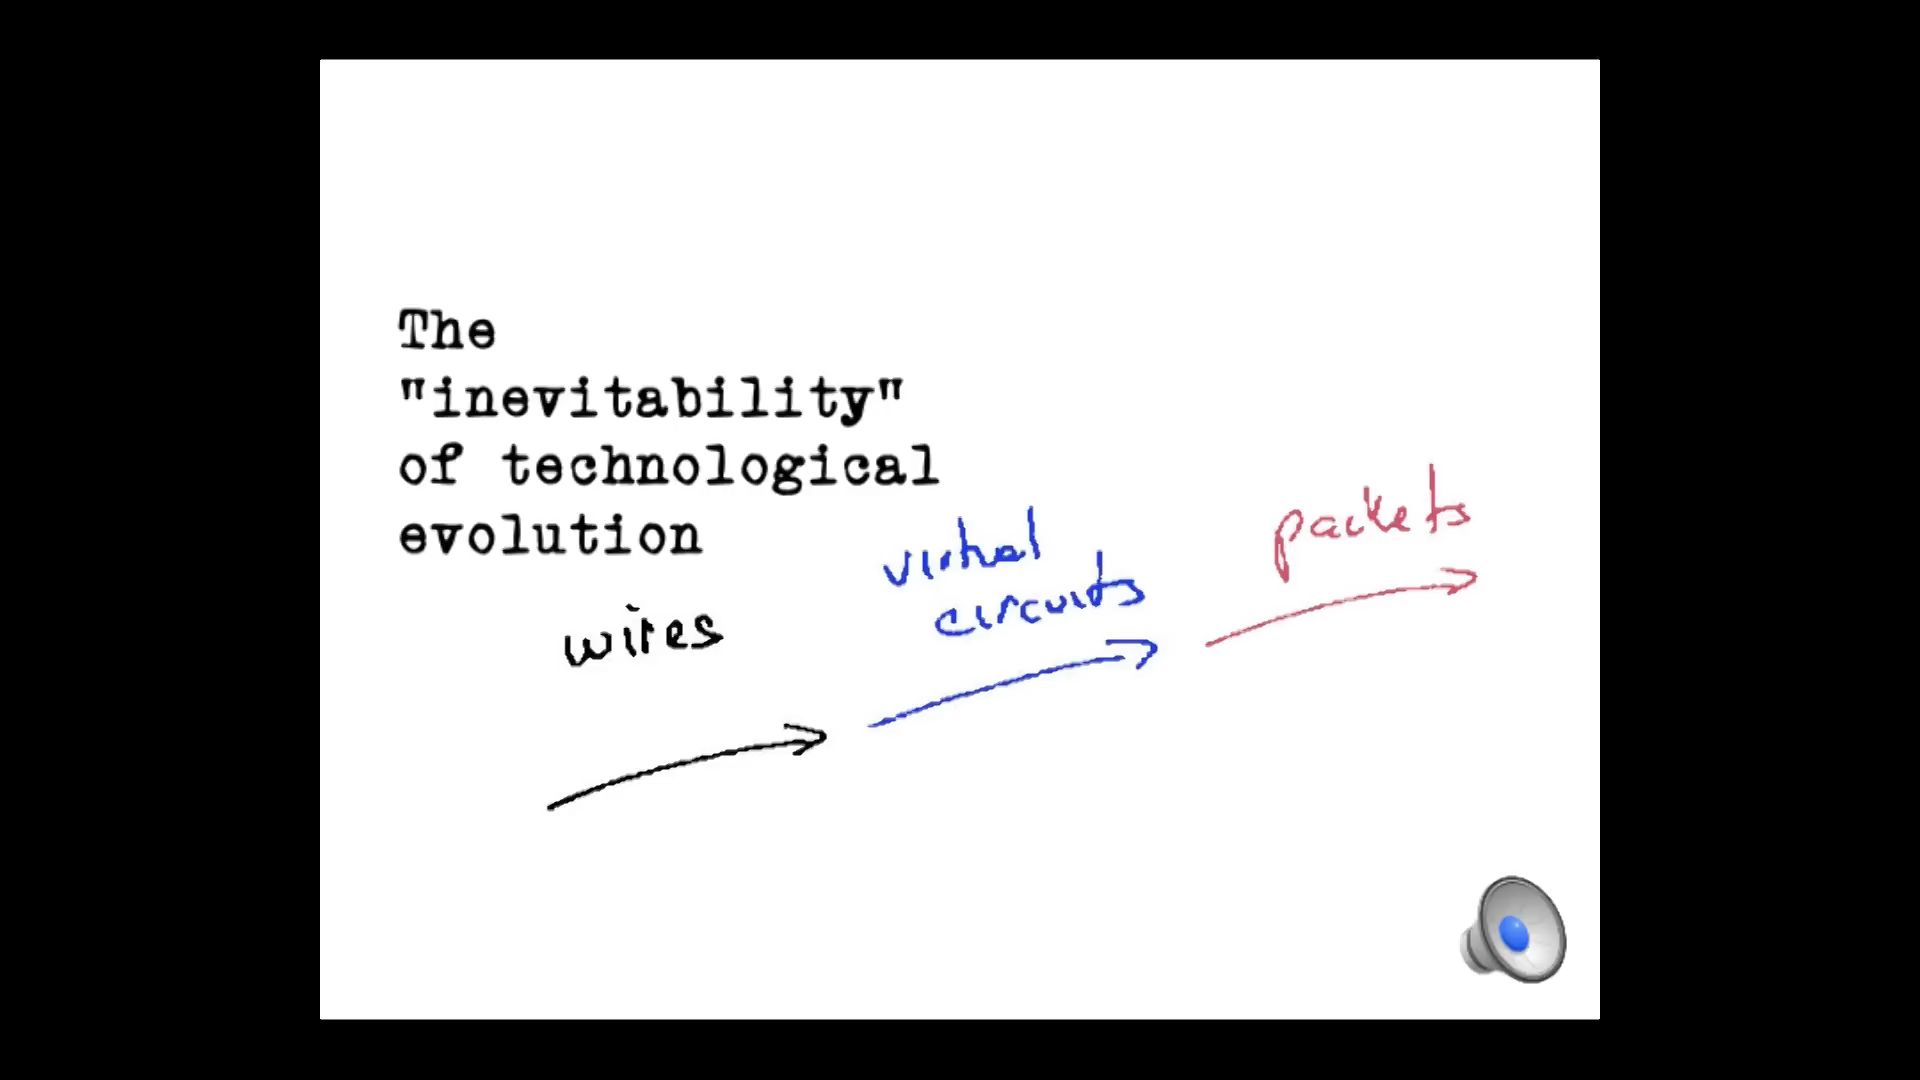 The
"inevitability"
of technological
evolution
wires
virtual
circuits
packets